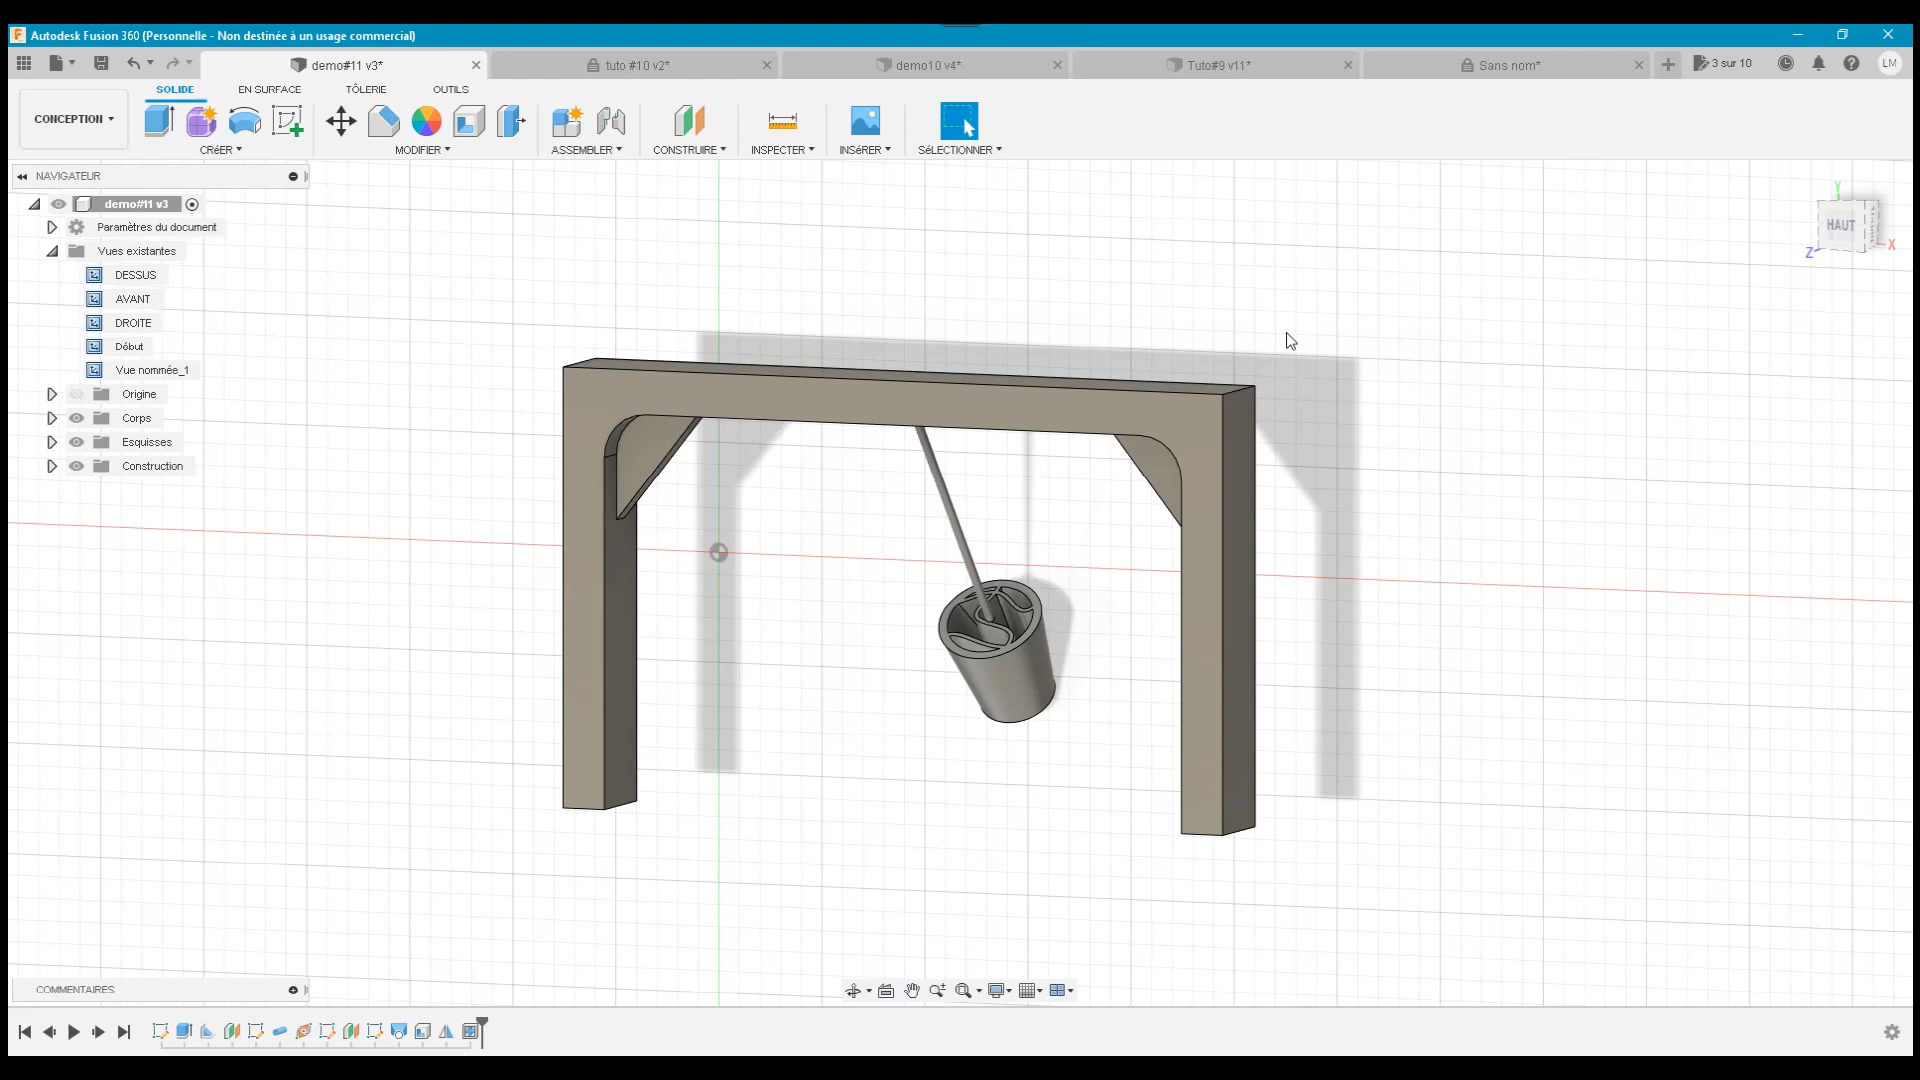 Autodesk Fusion 360 (Personnelle - Non destinée à un usage commercial)
demo#11 v3*
tuto #10 v2*
demo10 v4*
Tuto#9 v11*
Sans nom*
3 sur 10
LM
SOLIDE
EN SURFACE
TÔLERIE
OUTILS
CONCEPTION
CRéER
MODIFIER
ASSEMBLER
CONSTRUIRE
INSPECTER
INSéRER
SéLECTIONNER
NAVIGATEUR
demo#11 v3
Paramètres du document
Vues existantes
DESSUS
AVANT
DROITE
Début
Vue nommée_1
Origine
Corps
Esquisses
Construction
Y
HAUT
X
Z
COMMENTAIRES